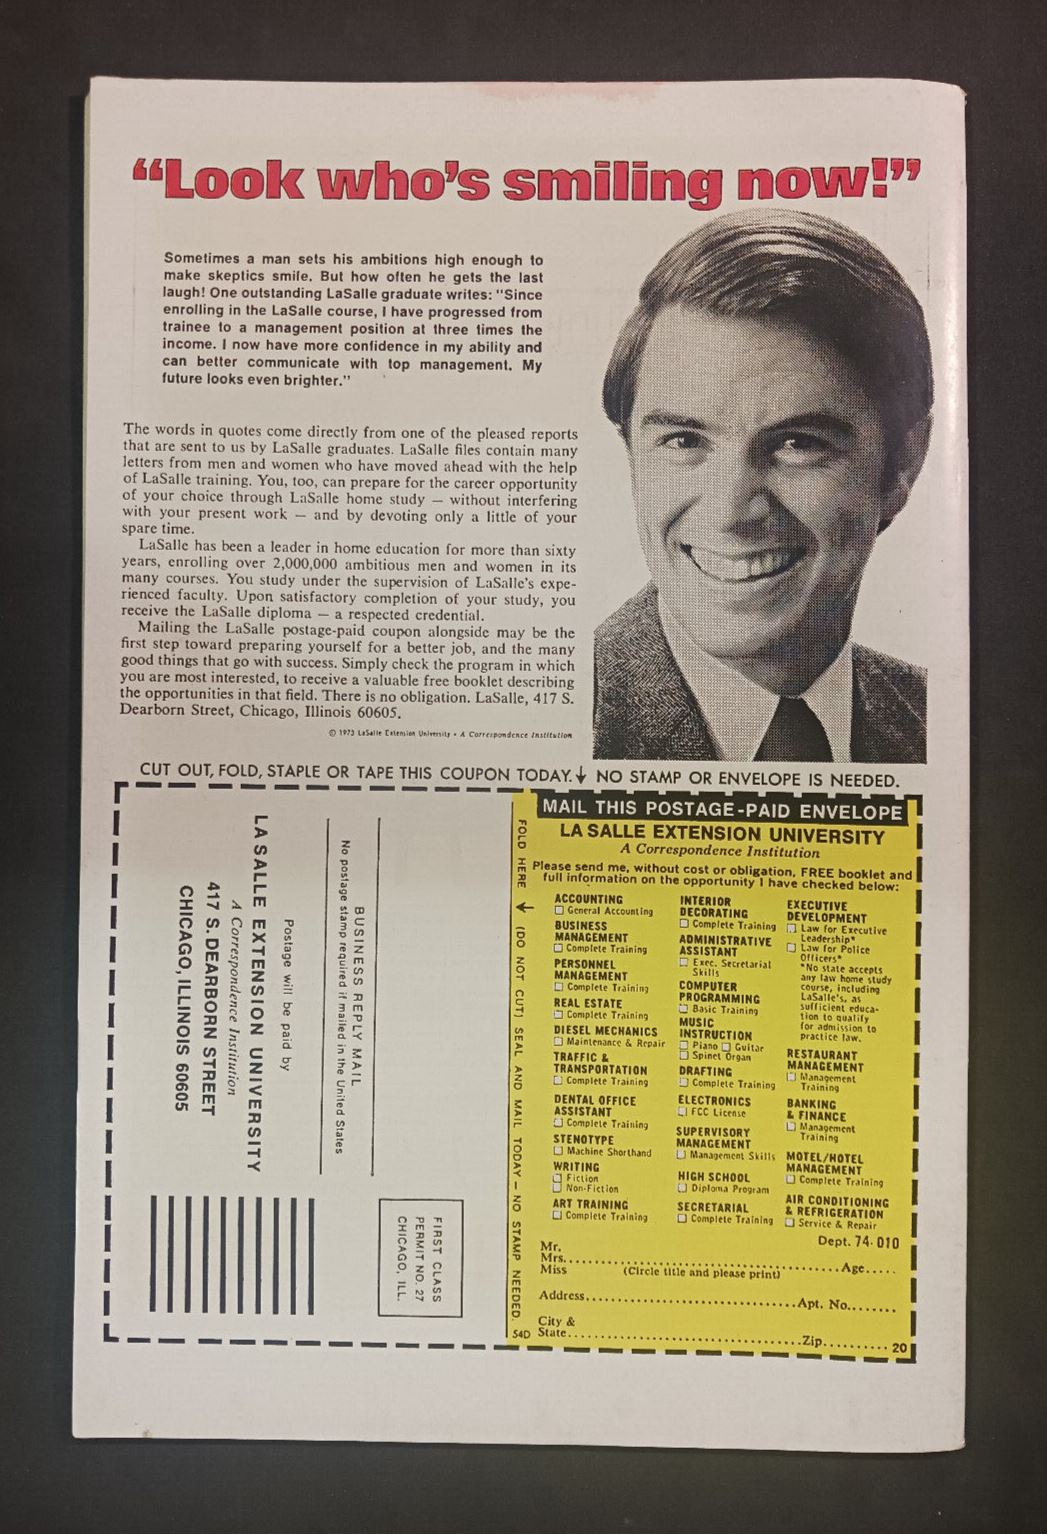 “Look who's smiling now!”
Sometimes a man sets his ambitions high enough to
make skeptics smile. But how often he gets the last
laugh! One outstanding LaSalle graduate writes: "Since
enrolling in the LaSalle course, I have progressed from
trainee to a management position at three times the
income. I now have more confidence in my ability and
can better communicate with top management. My
future looks even brighter."
The words in quotes come directly from one of the pleased reports
that are sent to us by LaSalle graduates. LaSalle files contain many
letters from men and women who have moved ahead with the help
of LaSalle training. You, too, can prepare for the career opportunity
of your choice through LaSalle home study — without interfering
with your present work — and by devoting only a little of your
spare time.
LaSalle has been a leader in home education for more than sixty
years, enrolling over 2,000,000 ambitious men and women in its
many courses. You study under the supervision of LaSalle's expe-
rienced faculty. Upon satisfactory completion of your study, you
receive the LaSalle diploma — a respected credential.
Mailing the LaSalle postage-paid coupon alongside may be the
first step toward preparing yourself for a better job, and the many
good things that go with success. Simply check the program in which
you are most interested, to receive a valuable free booklet describing
the opportunities in that field. There is no obligation. LaSalle, 417 S.
Dearborn Street, Chicago, Illinois 60605.
© 1973 LaSalle Extension University • A Correspondence Institution
CUT OUT, FOLD, STAPLE OR TAPE THIS COUPON TODAY. NO STAMP OR ENVELOPE IS NEEDED.
FIRST CLASS
PERMIT NO. 27
CHICAGO, ILL.
BUSINESS REPLY MAIL
No postage stamp required if mailed in the United States
Postage will be paid by
LA SALLE EXTENSION UNIVERSITY
A Correspondence Institution
417 S. DEARBORN STREET
CHICAGO, ILLINOIS 60605
FOLD HERE (DO NOT CUT) SEAL AND MAIL TODAY—NO STAMP NEEDED.
MAIL THIS POSTAGE-PAID ENVELOPE
LA SALLE EXTENSION UNIVERSITY
A Correspondence Institution
Please send me, without cost or obligation, FREE booklet and
full information on the opportunity I have checked below:
ACCOUNTING
General Accounting
BUSINESS
MANAGEMENT
Complete Training
PERSONNEL
MANAGEMENT
Complete Training
REAL ESTATE
Complete Training
DIESEL MECHANICS
Maintenance & Repair
TRAFFIC &
TRANSPORTATION
Complete Training
DENTAL OFFICE
ASSISTANT
Complete Training
STENOTYPE
Machine Shorthand
WRITING
Fiction
Non-Fiction
ART TRAINING
Complete Training
INTERIOR
DECORATING
Complete Training
ADMINISTRATIVE
ASSISTANT
Exec. Secretarial
Skills
COMPUTER
PROGRAMMING
Basic Training
MUSIC
INSTRUCTION
Piano Guitar
Spinet Organ
DRAFTING
Complete Training
ELECTRONICS
FCC License
SUPERVISORY
MANAGEMENT
Management Skills
HIGH SCHOOL
Diploma Program
SECRETARIAL
Complete Training
EXECUTIVE
DEVELOPMENT
Law for Executive
Leadership*
Law for Police
Officers*
*No state accepts
any law home study
course, including
LaSalle's, as
sufficient educa-
tion to qualify
for admission to
practice law.
RESTAURANT
MANAGEMENT
Management
Training
BANKING
& FINANCE
Management
Training
MOTEL/HOTEL
MANAGEMENT
Complete Training
AIR CONDITIONING
& REFRIGERATION
Service & Repair
Dept. 74-010
Mr.
Mrs.......Age.....
Miss (Circle title and please print)
Address.......Apt. No........
City &
State.......Zip..........
54D
20